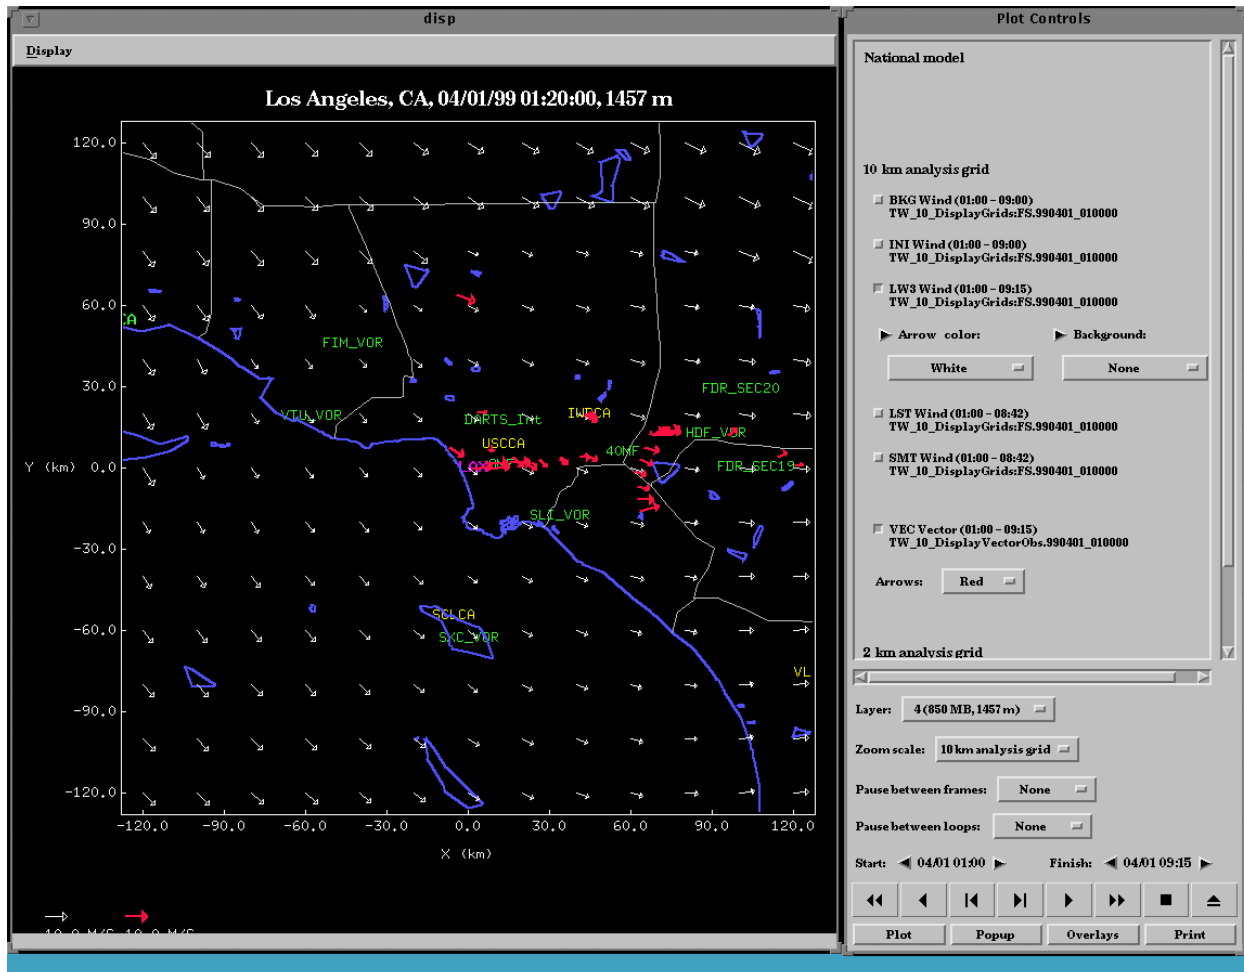 disp
Display
Los Angeles, CA, 04/01/99 01:20:00, 1457 m
120.0
90.0
60.0
CA
FIM_VOR
30.0
FDR_SEC20
VTU_VOR
DARTS_Int
IWDCA
HDF_VOR
USCCA
40MF
Y (km)
0.0
LAX
FDR_SEC19
SLI_VOR
-30.0
SCLCA
-60.0
SXC_VOR
VL
-90.0
-120.0
-120.0 -90.0 -60.0 -30.0 0.0 30.0 60.0 90.0 120.0
X (km)
10.0 M/S 10.0 M/S
Plot Controls
National model
10 km analysis grid
BKG Wind (01:00 - 09:00)
TW_10_DisplayGrids:FS.990401_010000
INI Wind (01:00 - 09:00)
TW_10_DisplayGrids:FS.990401_010000
LW3 Wind (01:00 - 09:15)
TW_10_DisplayGrids:FS.990401_010000
Arrow color: Background:
White None
LST Wind (01:00 - 08:42)
TW_10_DisplayGrids:FS.990401_010000
SMT Wind (01:00 - 08:42)
TW_10_DisplayGrids:FS.990401_010000
VEC Vector (01:00 - 09:15)
TW_10_DisplayVectorObs.990401_010000
Arrows: Red
2 km analysis grid
Layer: 4 (850 MB, 1457 m)
Zoom scale: 10 km analysis grid
Pause between frames: None
Pause between loops: None
Start: 04/01 01:00 Finish: 04/01 09:15
Plot Popup Overlays Print